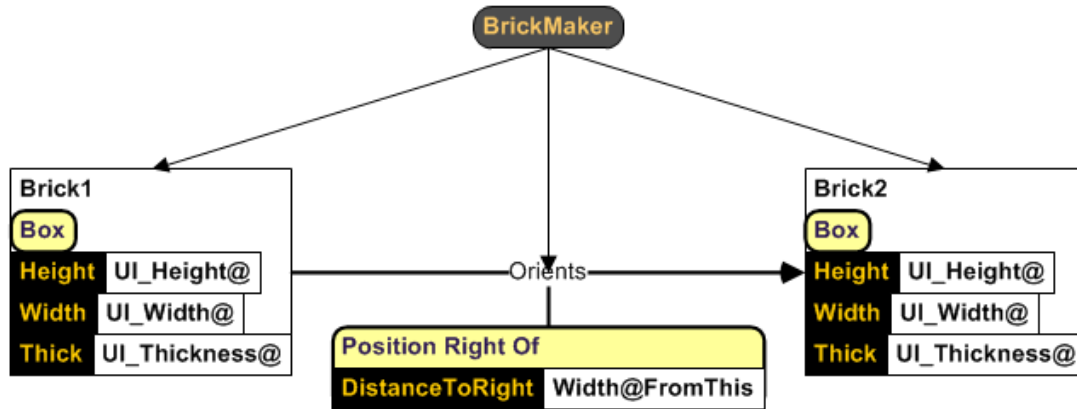 BrickMaker
Brick1
Box
Height UI_Height@
Width UI_Width@
Thick UI_Thickness@
Orients
Position Right Of
DistanceToRight Width@FromThis
Brick2
Box
Height UI_Height@
Width UI_Width@
Thick UI_Thickness@